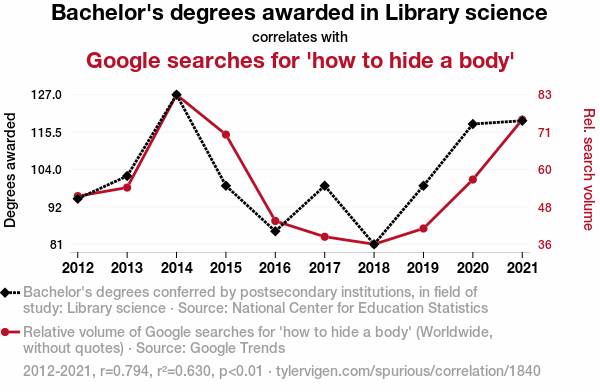 Bachelor's degrees awarded in Library science
correlates with
Google searches for 'how to hide a body'
Degrees awarded
127.0
115.5
104.0
92
81
Rel. search volume
83
71
60
48
36
2012 2013 2014 2015 2016 2017 2018 2019 2020 2021
Bachelor's degrees conferred by postsecondary institutions, in field of
study: Library science · Source: National Center for Education Statistics
Relative volume of Google searches for 'how to hide a body' (Worldwide,
without quotes) · Source: Google Trends
2012-2021, r=0.794, r²=0.630, p<0.01 · tylervigen.com/spurious/correlation/1840